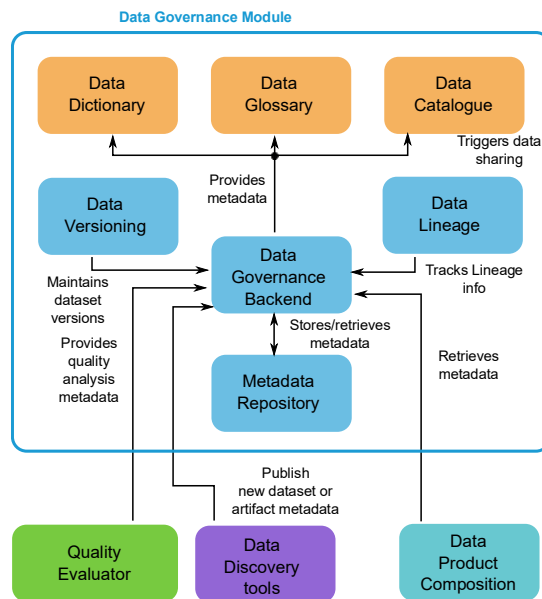 Data Governance Module
Data
Dictionary
Data
Glossary
Data
Catalogue
Triggers data
sharing
Provides
metadata
Data
Versioning
Data
Lineage
Data
Governance
Backend
Maintains
dataset
versions
Tracks Lineage
info
Provides
quality
analysis
metadata
Stores/retrieves
metadata
Retrieves
metadata
Metadata
Repository
Publish
new dataset or
artifact metadata
Quality
Evaluator
Data
Discovery
tools
Data
Product
Composition